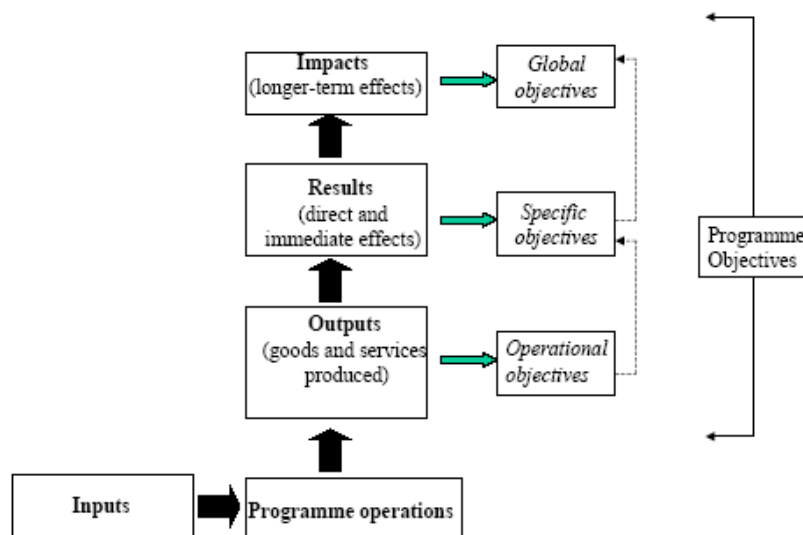 Impacts
(longer-term effects)
Global
objectives
Results
(direct and
immediate effects)
Specific
objectives
Programme
Objectives
Outputs
(goods and services
produced)
Operational
objectives
Inputs
Programme operations